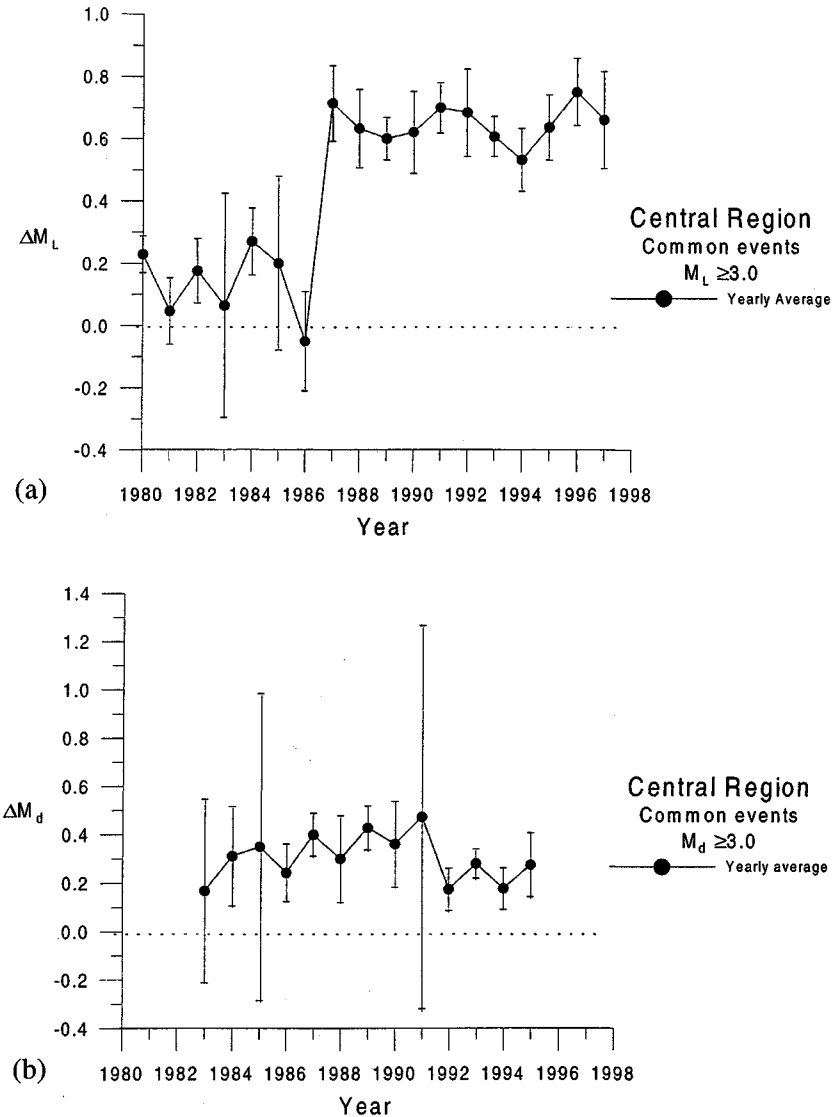 1.0
0.8
0.6
0.4
0.2
0.0
-0.2
-0.4
ΔM_L
Central Region
Common events
M_L ≥3.0
Yearly Average
(a)
1980 1982 1984 1986 1988 1990 1992 1994 1996 1998
Year
1.4
1.2
1.0
0.8
0.6
0.4
0.2
0.0
-0.2
-0.4
ΔM_d
Central Region
Common events
M_d ≥3.0
Yearly average
(b)
1980 1982 1984 1986 1988 1990 1992 1994 1996 1998
Year